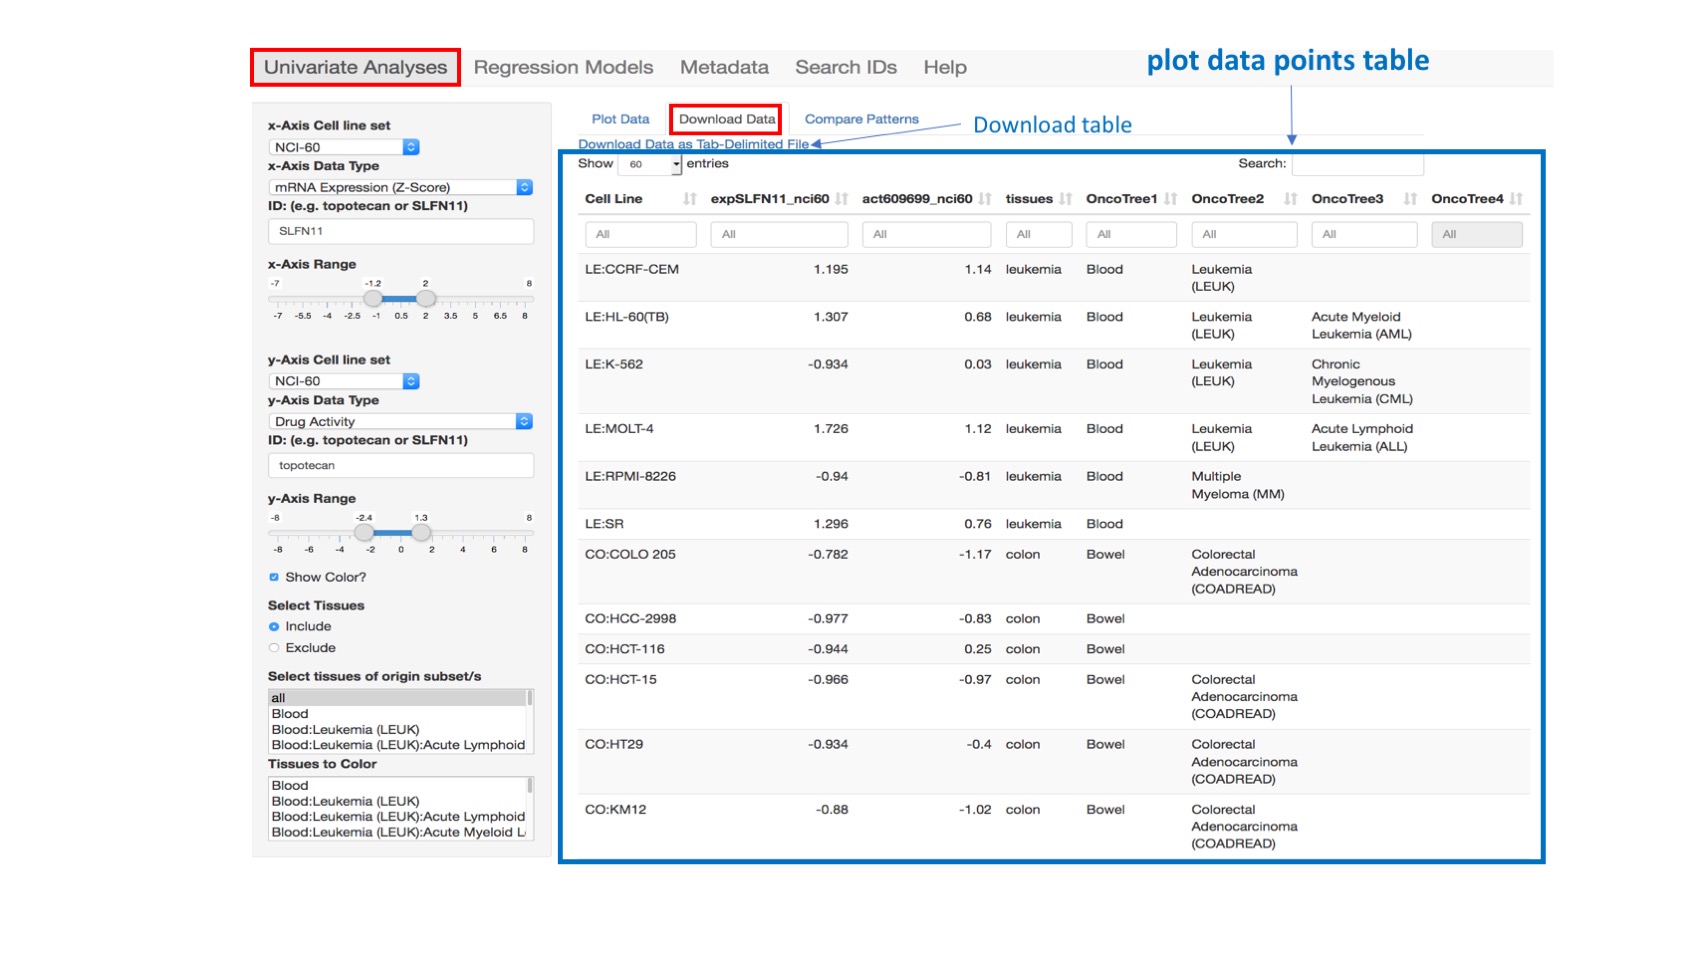 plot data points table
Univariate Analyses Regression Models Metadata Search IDs Help
Plot Data Download Data Compare Patterns
Download table
Download Data as Tab-Delimited File
x-Axis Cell line set
NCI-60
x-Axis Data Type
mRNA Expression (Z-Score)
ID: (e.g. topotecan or SLFN11)
SLFN11
x-Axis Range
-7 -1.2 2 8
-7 -5.5 -4 -2.5 -1 0.5 2 3.5 5 6.5 8
y-Axis Cell line set
NCI-60
y-Axis Data Type
Drug Activity
ID: (e.g. topotecan or SLFN11)
topotecan
y-Axis Range
-8 -2.4 1.3 8
-8 -6 -4 -2 0 2 4 6 8
Show Color?
Select Tissues
Include
Exclude
Select tissues of origin subset/s
all
Blood
Blood:Leukemia (LEUK)
Blood:Leukemia (LEUK):Acute Lymphoid
Tissues to Color
Blood
Blood:Leukemia (LEUK)
Blood:Leukemia (LEUK):Acute Lymphoid
Blood:Leukemia (LEUK):Acute Myeloid L
Show 60 entries Search:
Cell Line expSLFN11_nci60 act609699_nci60 tissues OncoTree1 OncoTree2 OncoTree3 OncoTree4
All All All All All All All All
LE:CCRF-CEM 1.195 1.14 leukemia Blood Leukemia
(LEUK)
LE:HL-60(TB) 1.307 0.68 leukemia Blood Leukemia Acute Myeloid
(LEUK) Leukemia (AML)
LE:K-562 -0.934 0.03 leukemia Blood Leukemia Chronic
(LEUK) Myelogenous
Leukemia (CML)
LE:MOLT-4 1.726 1.12 leukemia Blood Leukemia Acute Lymphoid
(LEUK) Leukemia (ALL)
LE:RPMI-8226 -0.94 -0.81 leukemia Blood Multiple
Myeloma (MM)
LE:SR 1.296 0.76 leukemia Blood
CO:COLO 205 -0.782 -1.17 colon Bowel Colorectal
Adenocarcinoma
(COADREAD)
CO:HCC-2998 -0.977 -0.83 colon Bowel
CO:HCT-116 -0.944 0.25 colon Bowel
CO:HCT-15 -0.966 -0.97 colon Bowel Colorectal
Adenocarcinoma
(COADREAD)
CO:HT29 -0.934 -0.4 colon Bowel Colorectal
Adenocarcinoma
(COADREAD)
CO:KM12 -0.88 -1.02 colon Bowel Colorectal
Adenocarcinoma
(COADREAD)